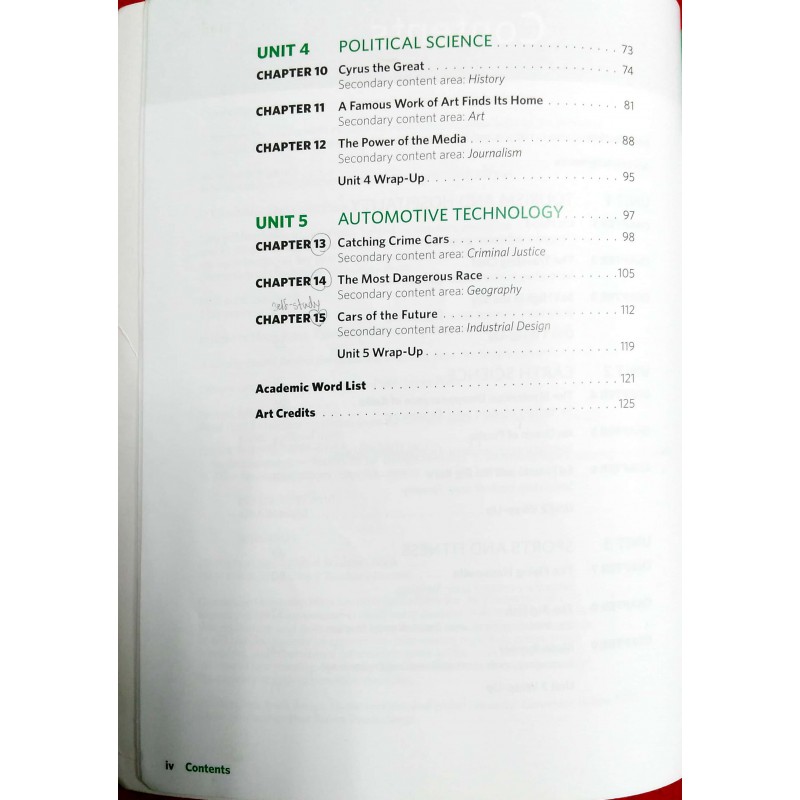 UNIT 4 POLITICAL SCIENCE . . . . . . . . . . . . . . . . . . 73
CHAPTER 10 Cyrus the Great . . . . . . . . . . . . . . . . . . . . . . . . . . . 74
Secondary content area: History
CHAPTER 11 A Famous Work of Art Finds Its Home . . . . . . . . . 81
Secondary content area: Art
CHAPTER 12 The Power of the Media . . . . . . . . . . . . . . . . . . . . . 88
Secondary content area: Journalism
Unit 4 Wrap-Up . . . . . . . . . . . . . . . . . . . . . . . . . . . 95
UNIT 5 AUTOMOTIVE TECHNOLOGY . . . . . . . 97
CHAPTER 13 Catching Crime Cars . . . . . . . . . . . . . . . . . . . . . . . 98
Secondary content area: Criminal Justice
CHAPTER 14 The Most Dangerous Race . . . . . . . . . . . . . . . . . . 105
Secondary content area: Geography
self-study
CHAPTER 15 Cars of the Future . . . . . . . . . . . . . . . . . . . . . . . . 112
Secondary content area: Industrial Design
Unit 5 Wrap-Up . . . . . . . . . . . . . . . . . . . . . . . . . . . 119
Academic Word List . . . . . . . . . . . . . . . . . . . . . . . . . . . . . . . . . 121
Art Credits . . . . . . . . . . . . . . . . . . . . . . . . . . . . . . . . . . . . . . . . 125
iv Contents